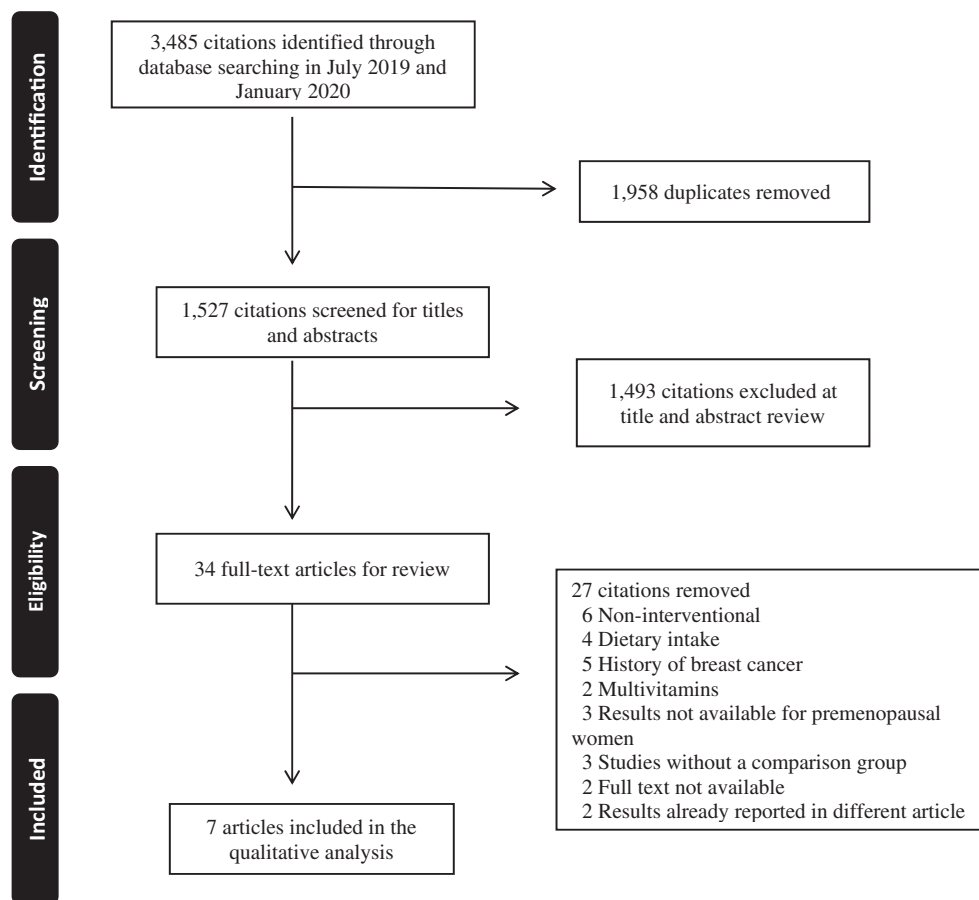 Identification
3,485 citations identified through
database searching in July 2019 and
January 2020
1,958 duplicates removed
Screening
1,527 citations screened for titles
and abstracts
1,493 citations excluded at
title and abstract review
Eligibility
34 full-text articles for review
27 citations removed
6 Non-interventional
4 Dietary intake
5 History of breast cancer
2 Multivitamins
3 Results not available for premenopausal
women
3 Studies without a comparison group
2 Full text not available
2 Results already reported in different article
Included
7 articles included in the
qualitative analysis